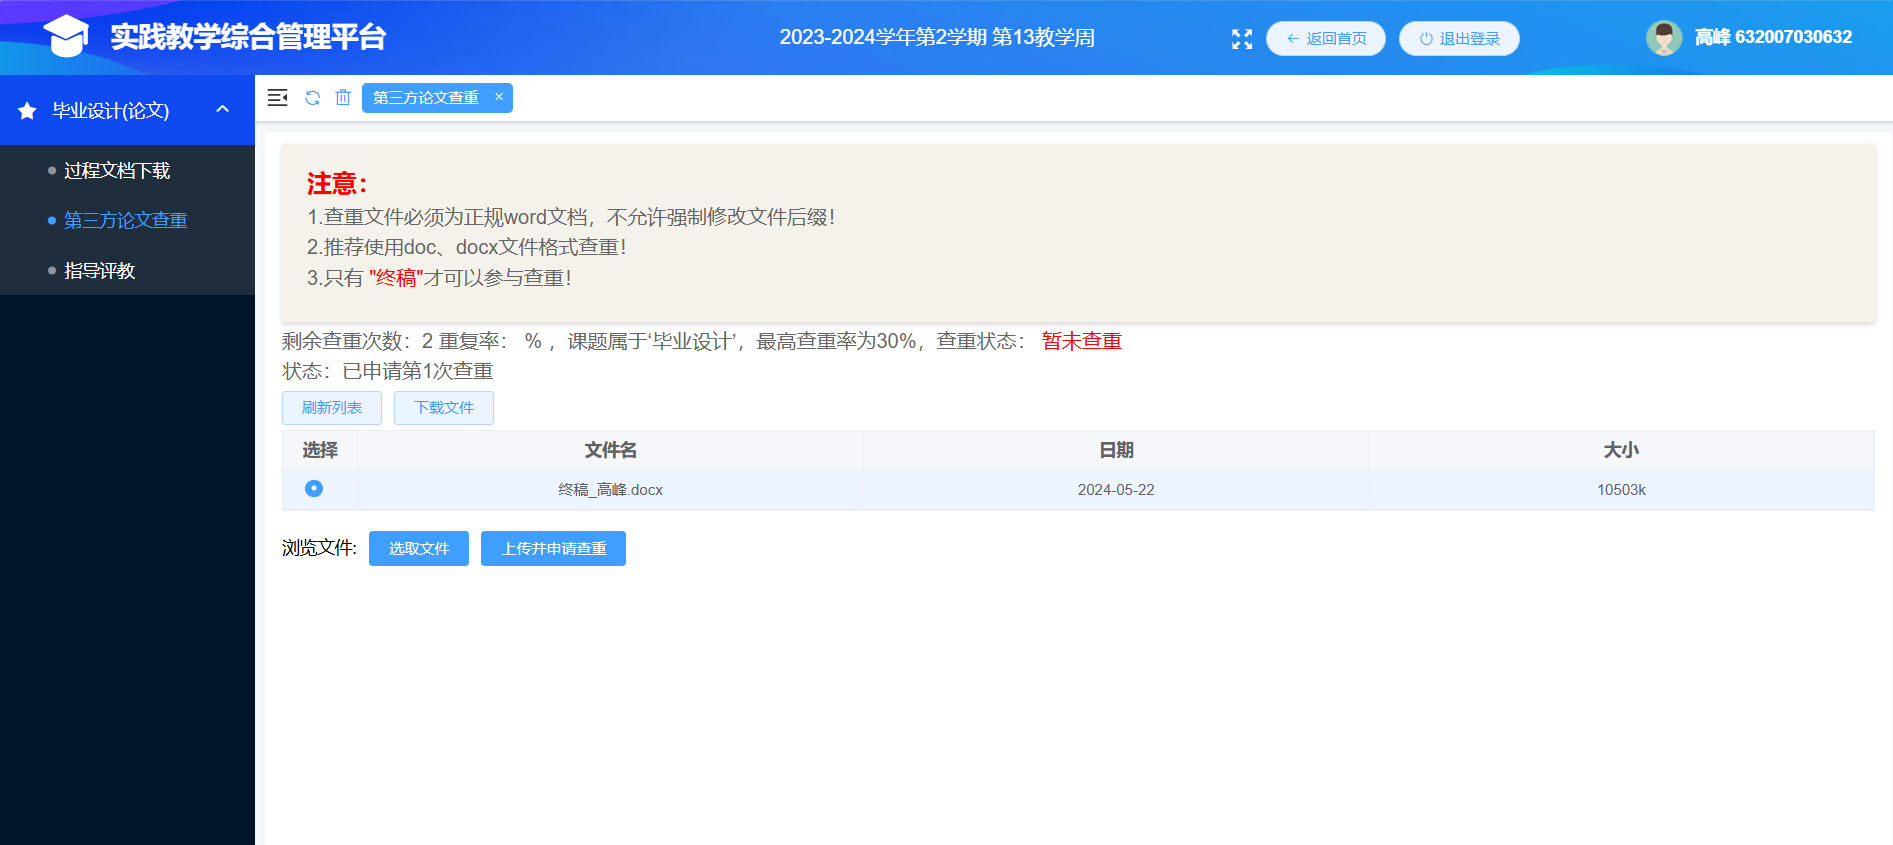 实践教学综合管理平台
2023-2024学年第2学期 第13教学周
返回首页
退出登录
高峰 632007030632
毕业设计(论文)
过程文档下载
第三方论文查重
指导评教
第三方论文查重
注意：
1.查重文件必须为正规word文档，不允许强制修改文件后缀！
2.推荐使用doc、docx文件格式查重！
3.只有 "终稿"才可以参与查重！
剩余查重次数：2 重复率： % ，课题属于‘毕业设计’，最高查重率为30%，查重状态： 暂未查重
状态：已申请第1次查重
刷新列表 下载文件
选择 文件名 日期 大小
终稿_高峰.docx 2024-05-22 10503k
浏览文件: 选取文件 上传并申请查重